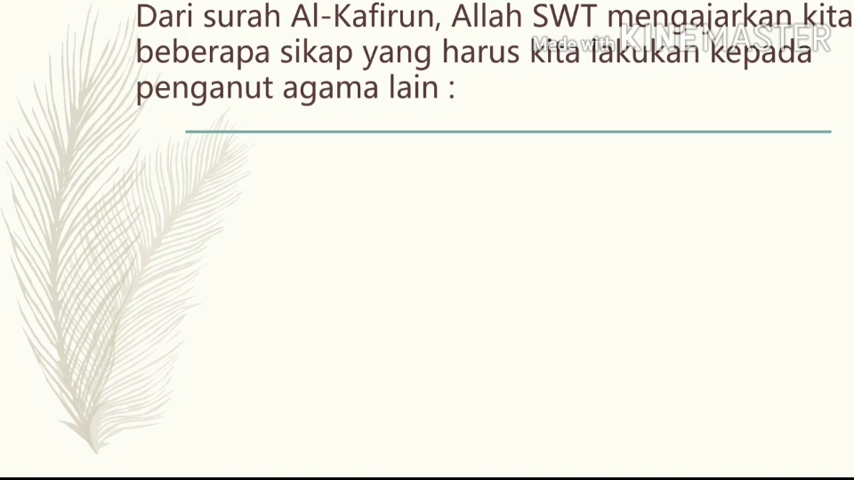 Dari surah Al-Kafirun, Allah SWT mengajarkan kita
Made with KINEMASTER
beberapa sikap yang harus kita lakukan kepada
penganut agama lain :